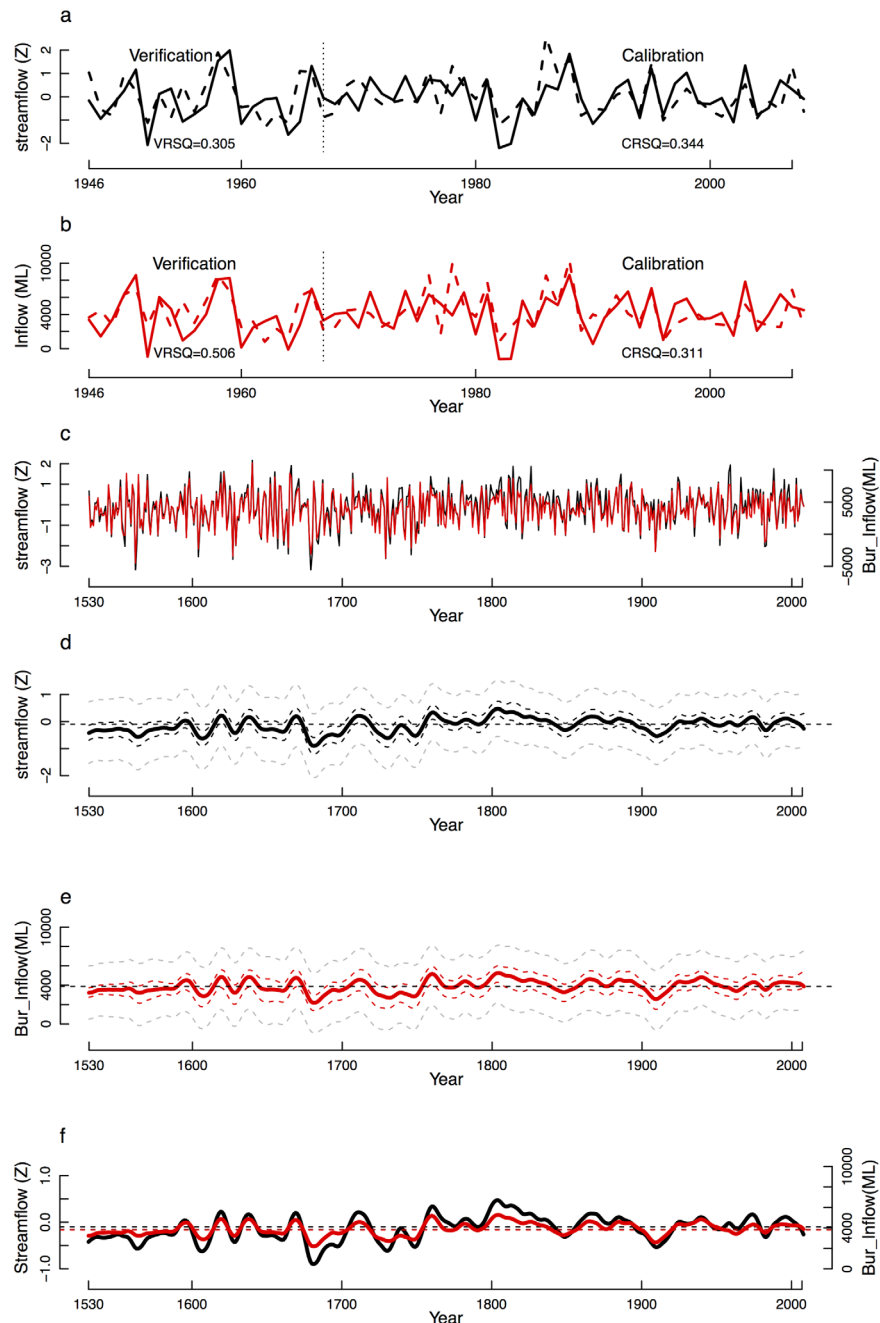 a
streamflow (Z)
2
1
0
-2
Verification
Calibration
VRSQ=0.305
CRSQ=0.344
1946
1960
1980
2000
Year
b
Inflow (ML)
10000
4000
0
Verification
Calibration
VRSQ=0.506
CRSQ=0.311
1946
1960
1980
2000
Year
c
streamflow (Z)
2
1
-1
-3
5000
-5000
Bur_Inflow(ML)
1530
1600
1700
1800
1900
2000
Year
d
streamflow (Z)
1
0
-2
1530
1600
1700
1800
1900
2000
Year
e
Bur_Inflow(ML)
10000
4000
0
1530
1600
1700
1800
1900
2000
Year
f
Streamflow (Z)
1.0
0.0
-1.0
10000
4000
0
Bur_Inflow(ML)
1530
1600
1700
1800
1900
2000
Year